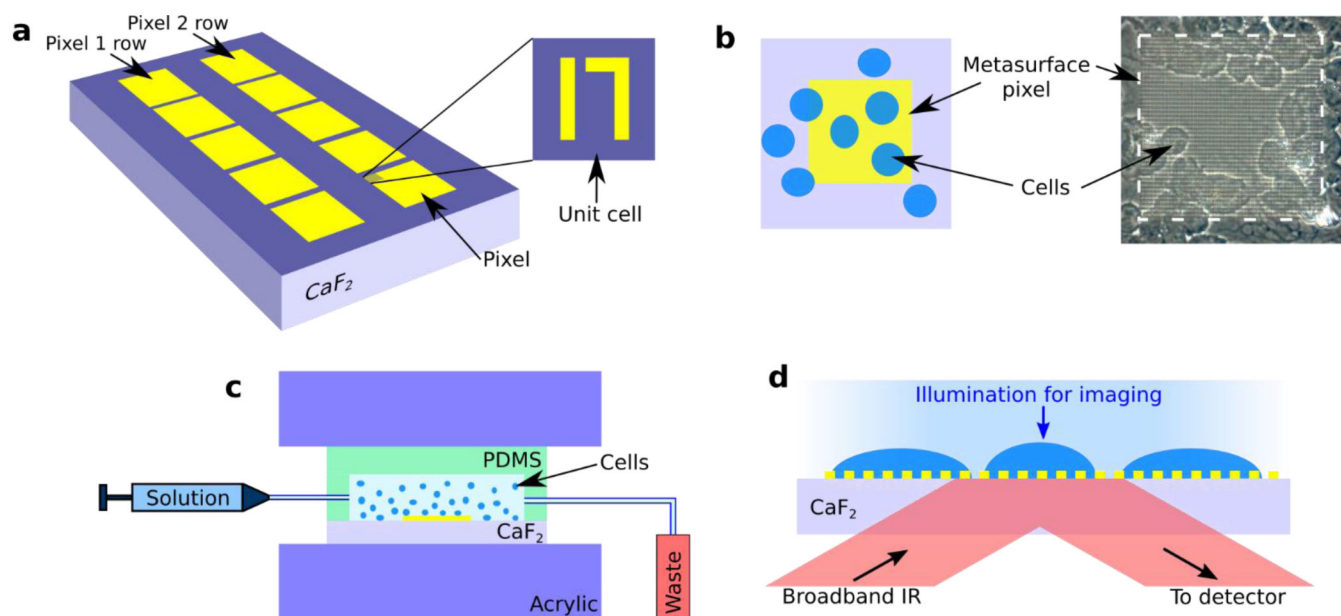 a
Pixel 1 row
Pixel 2 row
Unit cell
Pixel
CaF₂
b
Metasurface
pixel
Cells
c
PDMS
Cells
Solution
CaF₂
Acrylic
Waste
d
Illumination for imaging
CaF₂
Broadband IR
To detector